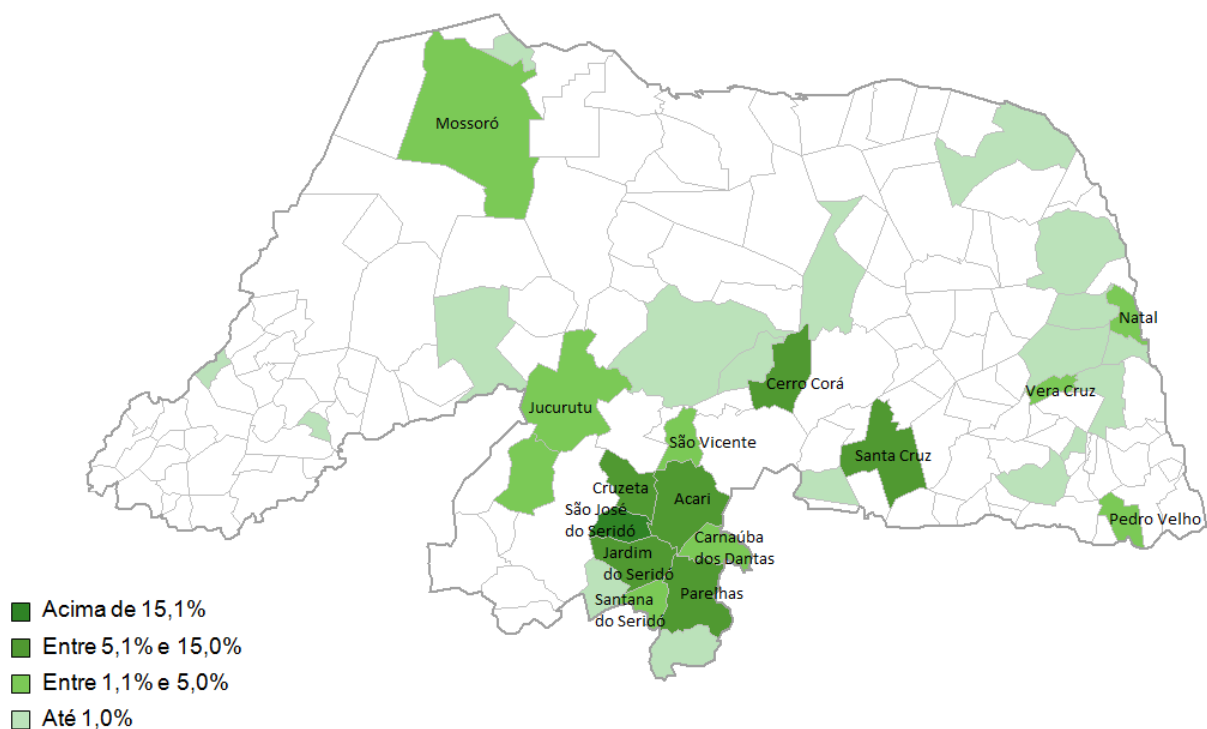 Mossoró
Natal
Cerro Corá
Vera Cruz
Jucurutu
São Vicente
Santa Cruz
Cruzeta
Acari
São José
do Seridó
Pedro Velho
Carnaúba
dos Dantas
Jardim
do Seridó
Parelhas
Santana
do Seridó
Acima de 15,1%
Entre 5,1% e 15,0%
Entre 1,1% e 5,0%
Até 1,0%